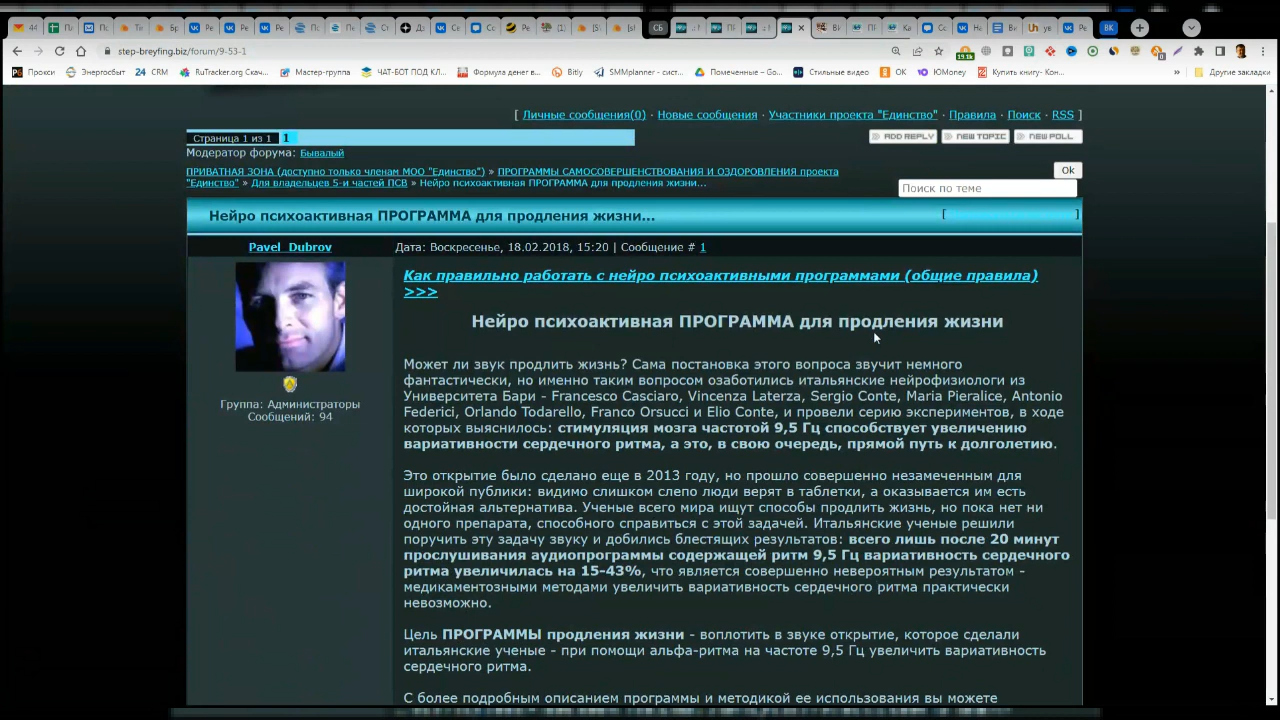 step-breyfing.biz/forum/9-53-1
Прокси
Энергосбыт
24 CRM
RuTracker.org Скач...
Мастер-группа
ЧАТ-БОТ ПОД КЛ...
Формула денег в...
Bitly
SMMplanner - сист...
Помеченные – Go...
Стильные видео
ОК
ЮMoney
Купить книгу- Кон...
»
Другие закладки
[ Личные сообщения(0) · Новые сообщения · Участники проекта "Единство" · Правила · Поиск · RSS ]
Страница 1 из 1 1
ADD REPLY NEW TOPIC NEW POLL
Модератор форума: Бывалый
ПРИВАТНАЯ ЗОНА (доступно только членам МОО "Единство") » ПРОГРАММЫ САМОСОВЕРШЕНСТВОВАНИЯ И ОЗДОРОВЛЕНИЯ проекта
"Единство" » Для владельцев 5-и частей ПСВ » Нейро психоактивная ПРОГРАММА для продления жизни...
Ok
Поиск по теме
Нейро психоактивная ПРОГРАММА для продления жизни...
[ ]
Pavel_Dubrov
Дата: Воскресенье, 18.02.2018, 15:20 | Сообщение # 1
Группа: Администраторы
Сообщений: 94
Как правильно работать с нейро психоактивными программами (общие правила)
>>>
Нейро психоактивная ПРОГРАММА для продления жизни
Может ли звук продлить жизнь? Сама постановка этого вопроса звучит немного
фантастически, но именно таким вопросом озаботились итальянские нейрофизиологи из
Университета Бари - Francesco Casciaro, Vincenza Laterza, Sergio Conte, Maria Pieralice, Antonio
Federici, Orlando Todarello, Franco Orsucci и Elio Conte, и провели серию экспериментов, в ходе
которых выяснилось: стимуляция мозга частотой 9,5 Гц способствует увеличению
вариативности сердечного ритма, а это, в свою очередь, прямой путь к долголетию.
Это открытие было сделано еще в 2013 году, но прошло совершенно незамеченным для
широкой публики: видимо слишком слепо люди верят в таблетки, а оказывается им есть
достойная альтернатива. Ученые всего мира ищут способы продлить жизнь, но пока нет ни
одного препарата, способного справиться с этой задачей. Итальянские ученые решили
поручить эту задачу звуку и добились блестящих результатов: всего лишь после 20 минут
прослушивания аудиопрограммы содержащей ритм 9,5 Гц вариативность сердечного
ритма увеличилась на 15-43%, что является совершенно невероятным результатом -
медикаментозными методами увеличить вариативность сердечного ритма практически
невозможно.
Цель ПРОГРАММЫ продления жизни - воплотить в звуке открытие, которое сделали
итальянские ученые - при помощи альфа-ритма на частоте 9,5 Гц увеличить вариативность
сердечного ритма.
С более подробным описанием программы и методикой ее использования вы можете